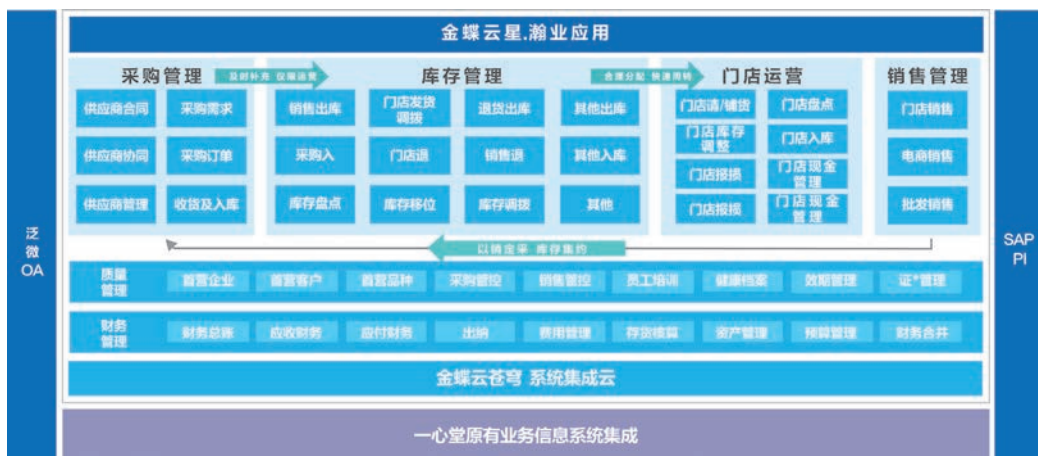 金蝶云星.瀚业应用
采购管理
及时补充 仅碟运营
库存管理
合理分配 快速周转
门店运营
销售管理
供应商合同
采购需求
供应商协同
采购订单
供应商管理
收货及入库
销售出库
门店发货
调拨
退货出库
其他出库
采购入
门店退
销售退
其他入库
库存盘点
库存移位
库存调拨
其他
门店请/铺货
门店盘点
门店库存
调整
门店入库
门店报损
门店现金
管理
门店报损
门店现金
管理
门店销售
电商销售
批发销售
以销定采 库存集约
质量
管理
首营企业
首营客户
首营品种
采购管控
销售管控
员工培训
健康档案
效期管理
证*管理
财务
管理
财务总账
应收财务
应付财务
出纳
费用管理
存货核算
资产管理
预算管理
财务合并
金蝶云苍穹 系统集成云
一心堂原有业务信息系统集成
泛
微
OA
SAP
PI